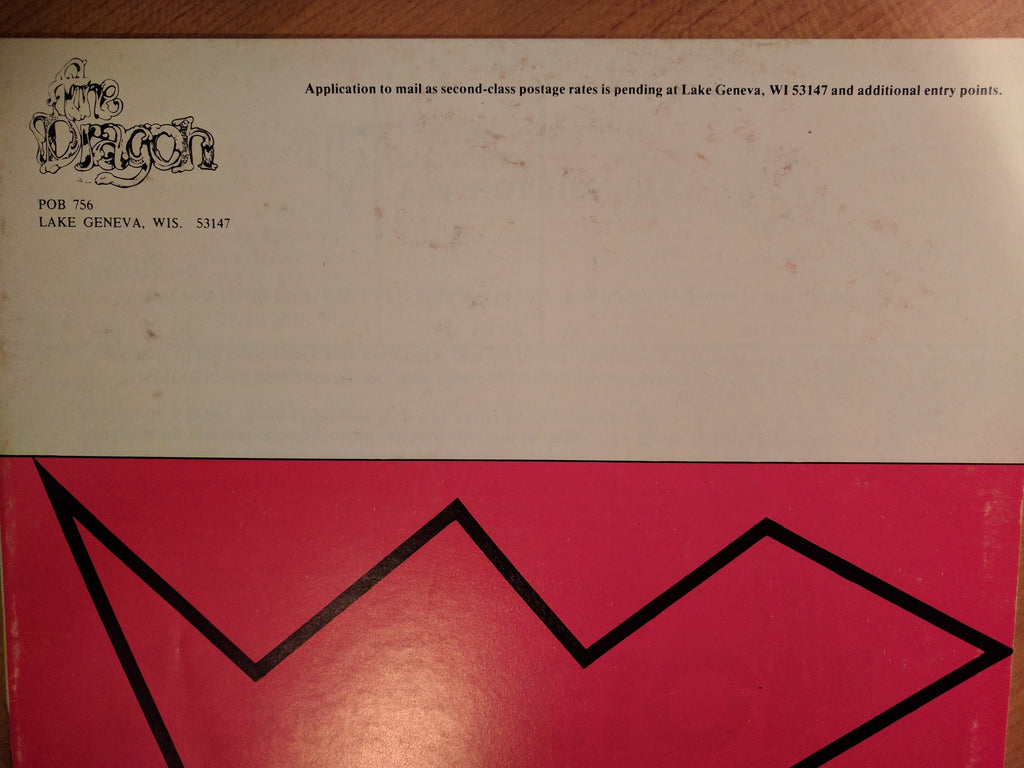 the
Dragon
Application to mail as second-class postage rates is pending at Lake Geneva, WI 53147 and additional entry points.
POB 756
LAKE GENEVA, WIS. 53147